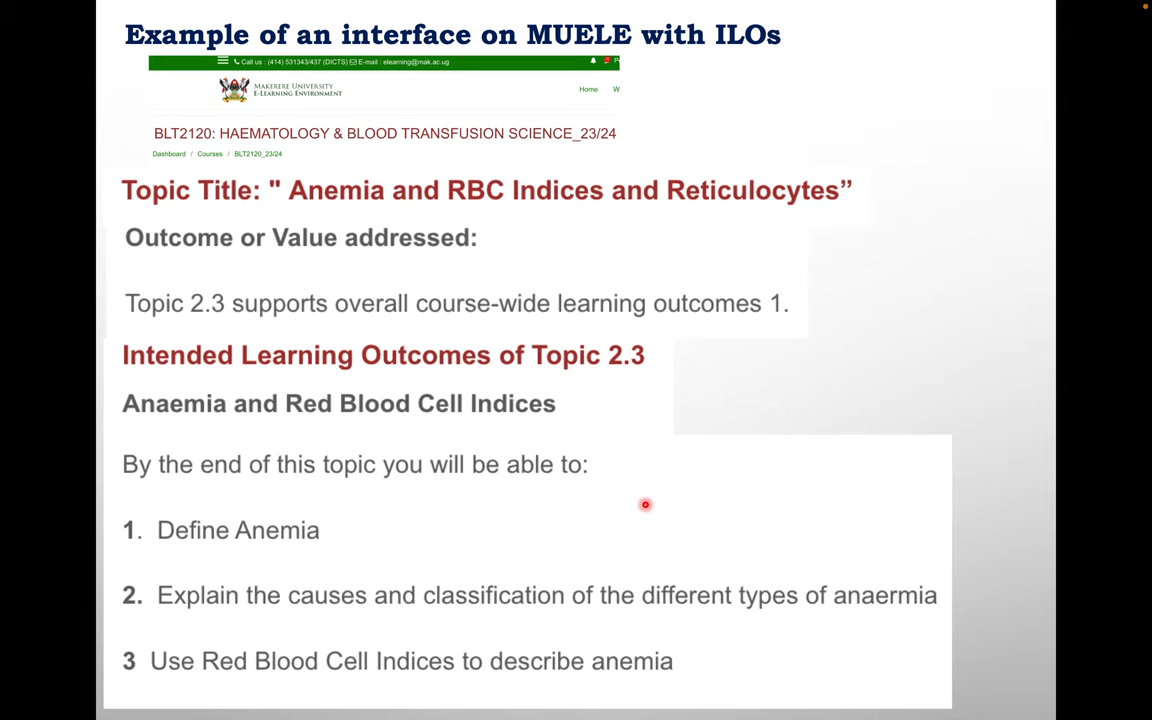 Example of an interface on MUELE with ILOs
Call us : (414) 531343/437 (DICTS) E-mail : elearning@mak.ac.ug
MAKERERE UNIVERSITY
E-LEARNING ENVIRONMENT
Home W
BLT2120: HAEMATOLOGY & BLOOD TRANSFUSION SCIENCE_23/24
Dashboard / Courses / BLT2120_23/24
Topic Title: " Anemia and RBC Indices and Reticulocytes”
Outcome or Value addressed:
Topic 2.3 supports overall course-wide learning outcomes 1.
Intended Learning Outcomes of Topic 2.3
Anaemia and Red Blood Cell Indices
By the end of this topic you will be able to:
1. Define Anemia
2. Explain the causes and classification of the different types of anaermia
3 Use Red Blood Cell Indices to describe anemia